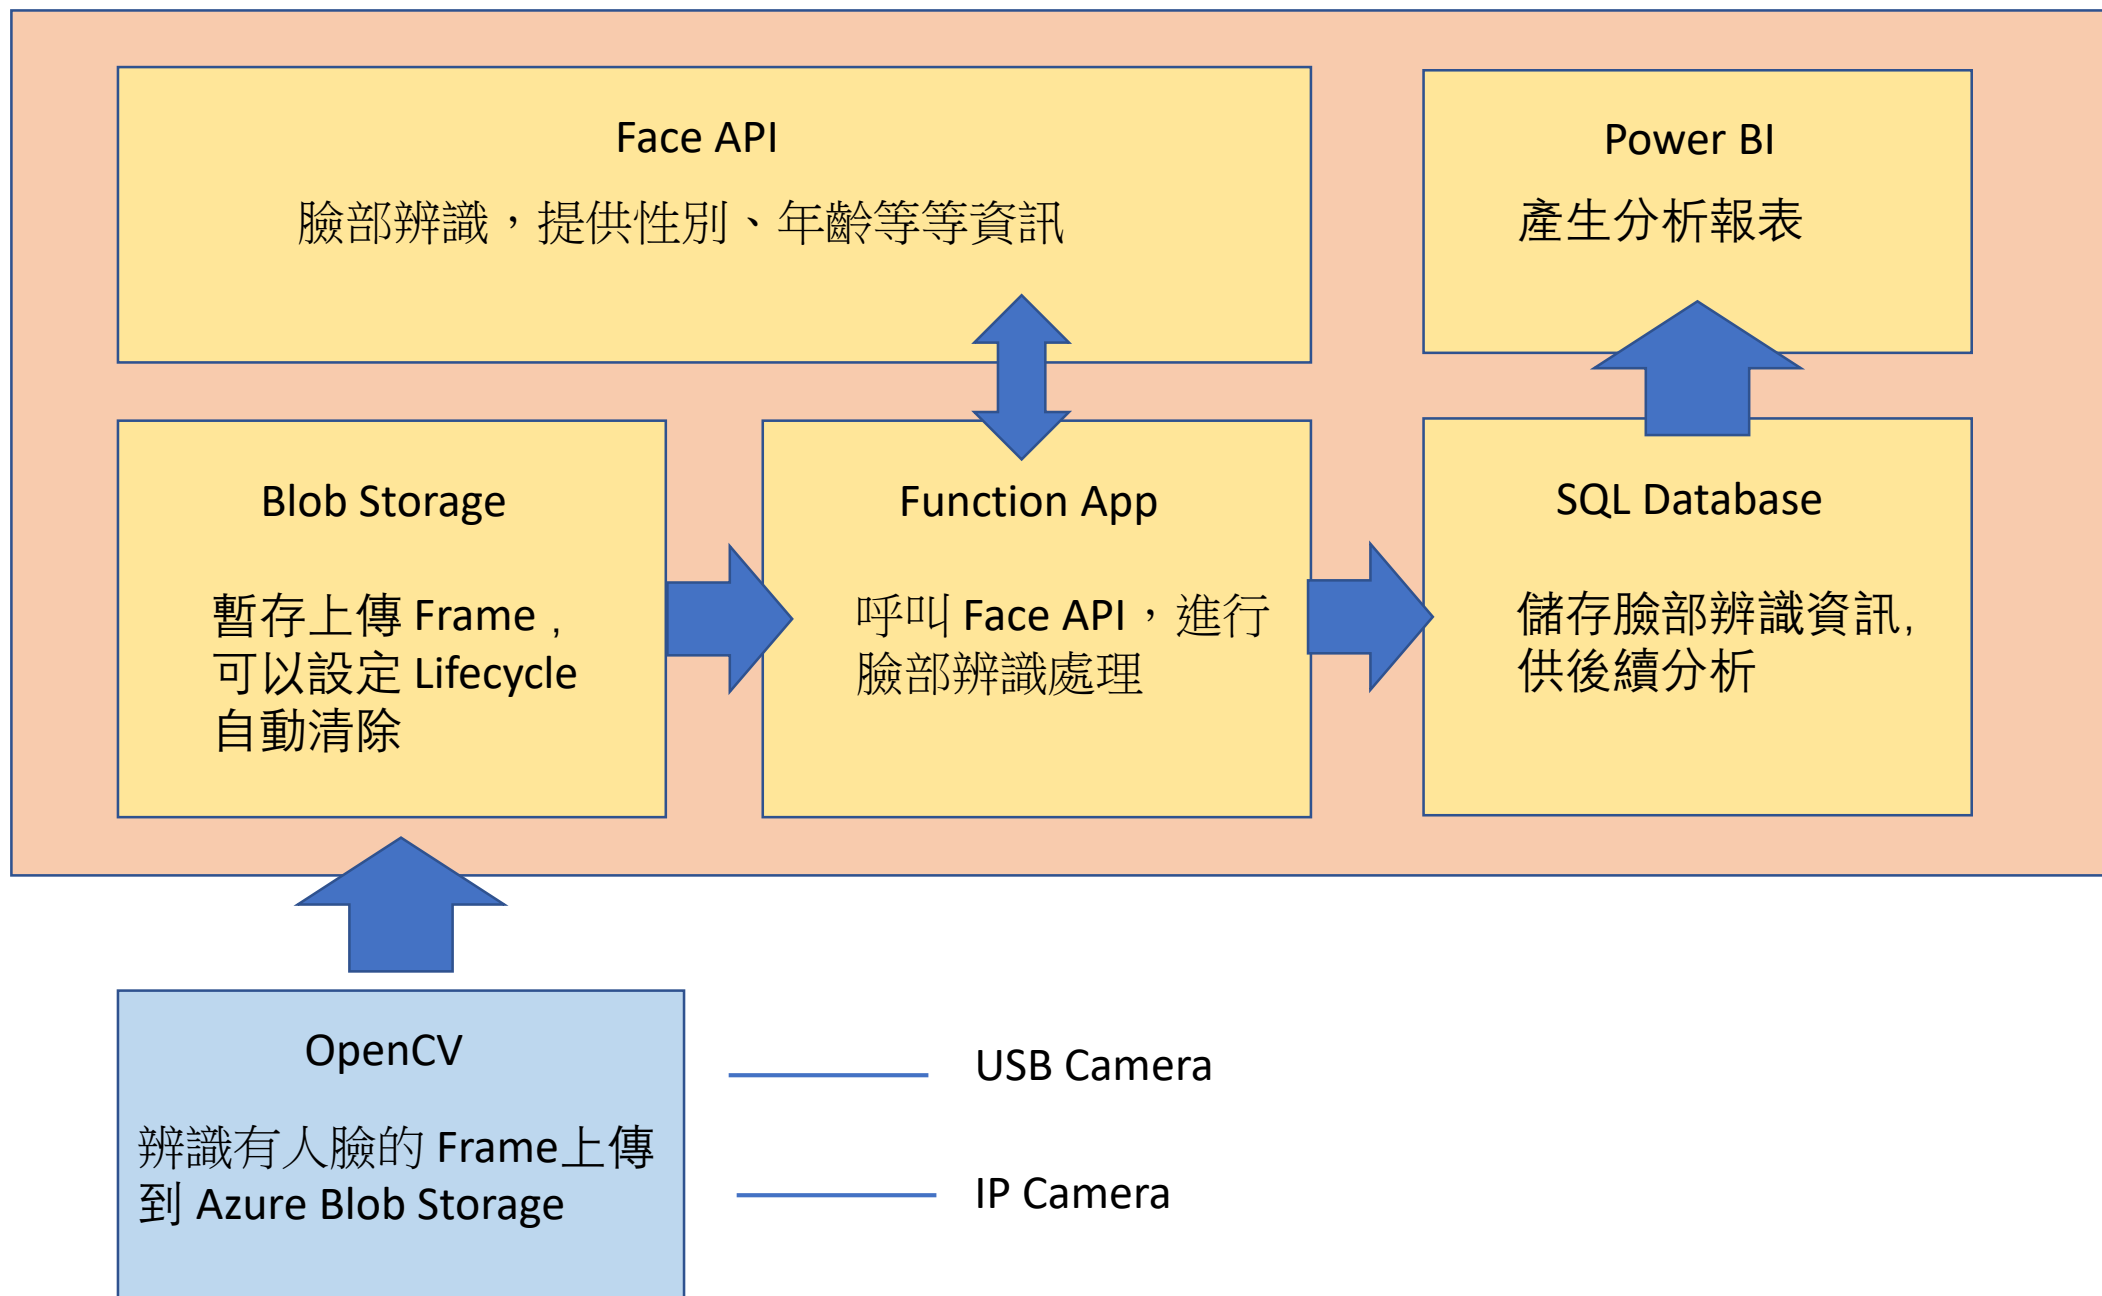 Face API
臉部辨識，提供性別、年齡等等資訊
Power BI
產生分析報表
Blob Storage
暫存上傳 Frame ,
可以設定 Lifecycle
自動清除
Function App
呼叫 Face API，進行
臉部辨識處理
SQL Database
儲存臉部辨識資訊,
供後續分析
OpenCV
辨識有人臉的 Frame上傳
到 Azure Blob Storage
USB Camera
IP Camera